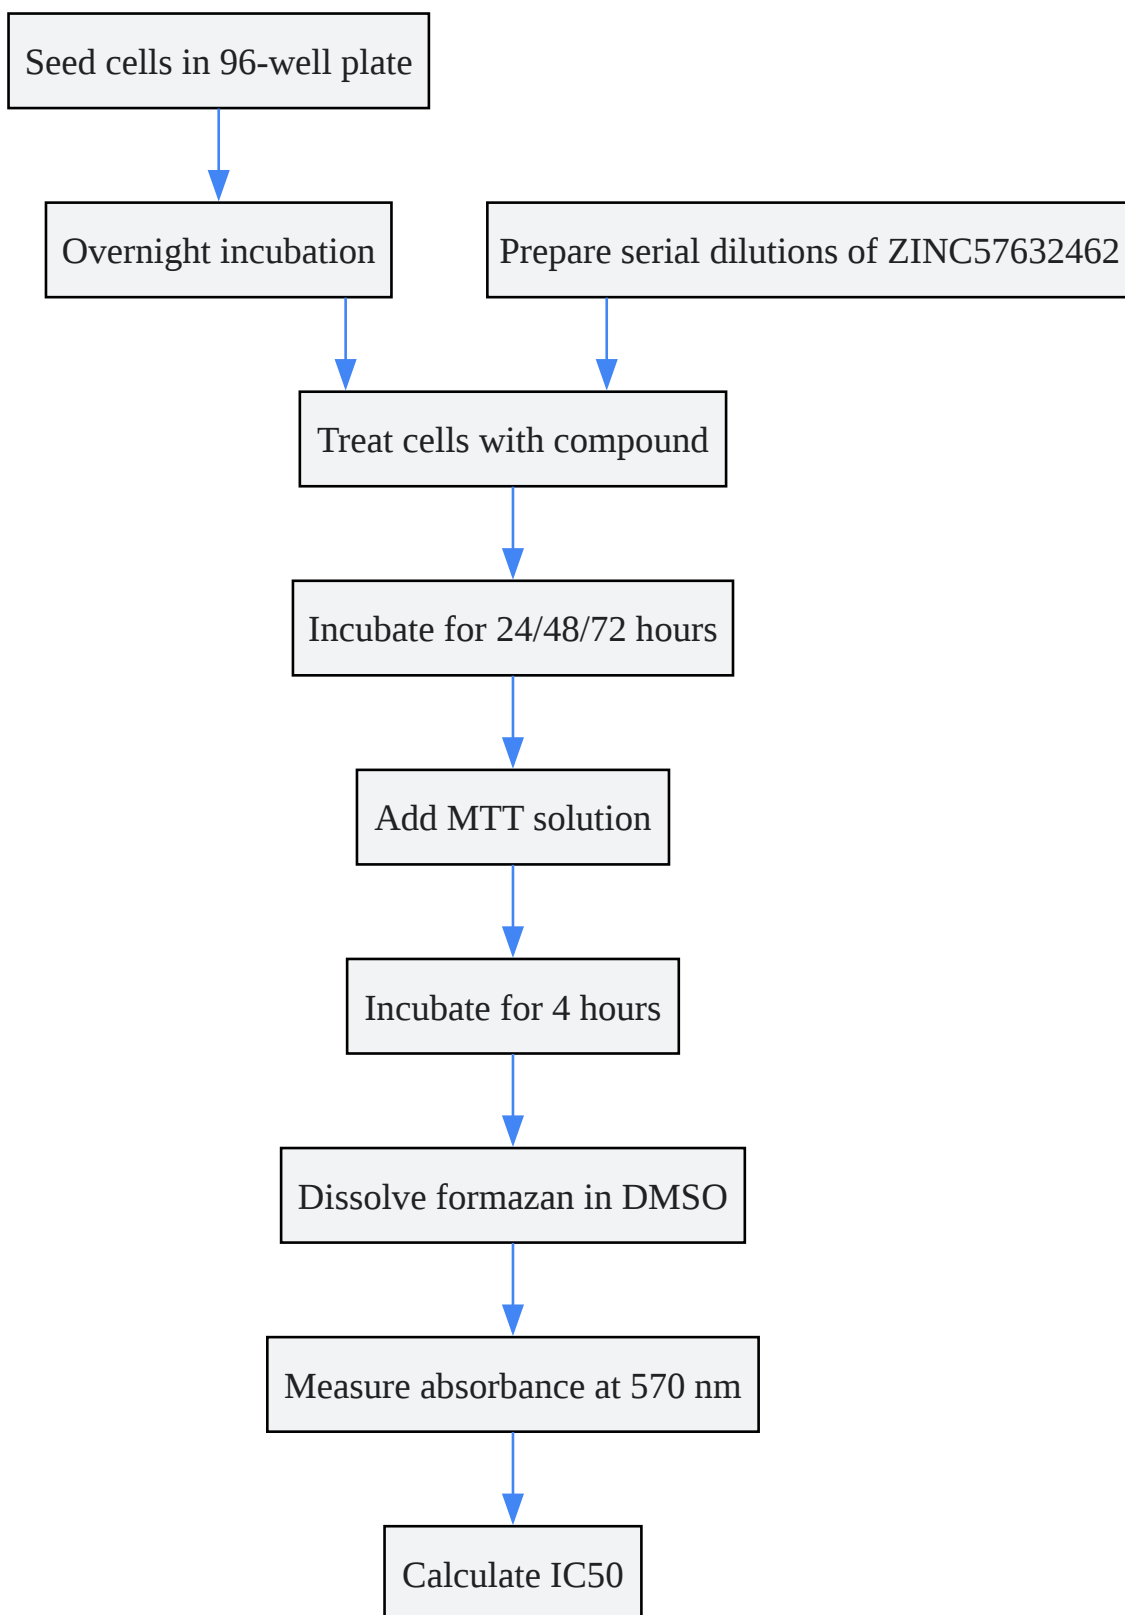 Seed cells in 96-well plate
Overnight incubation
Prepare serial dilutions of ZINC57632462
Treat cells with compound
Incubate for 24/48/72 hours
Add MTT solution
Incubate for 4 hours
Dissolve formazan in DMSO
Measure absorbance at 570 nm
Calculate IC50